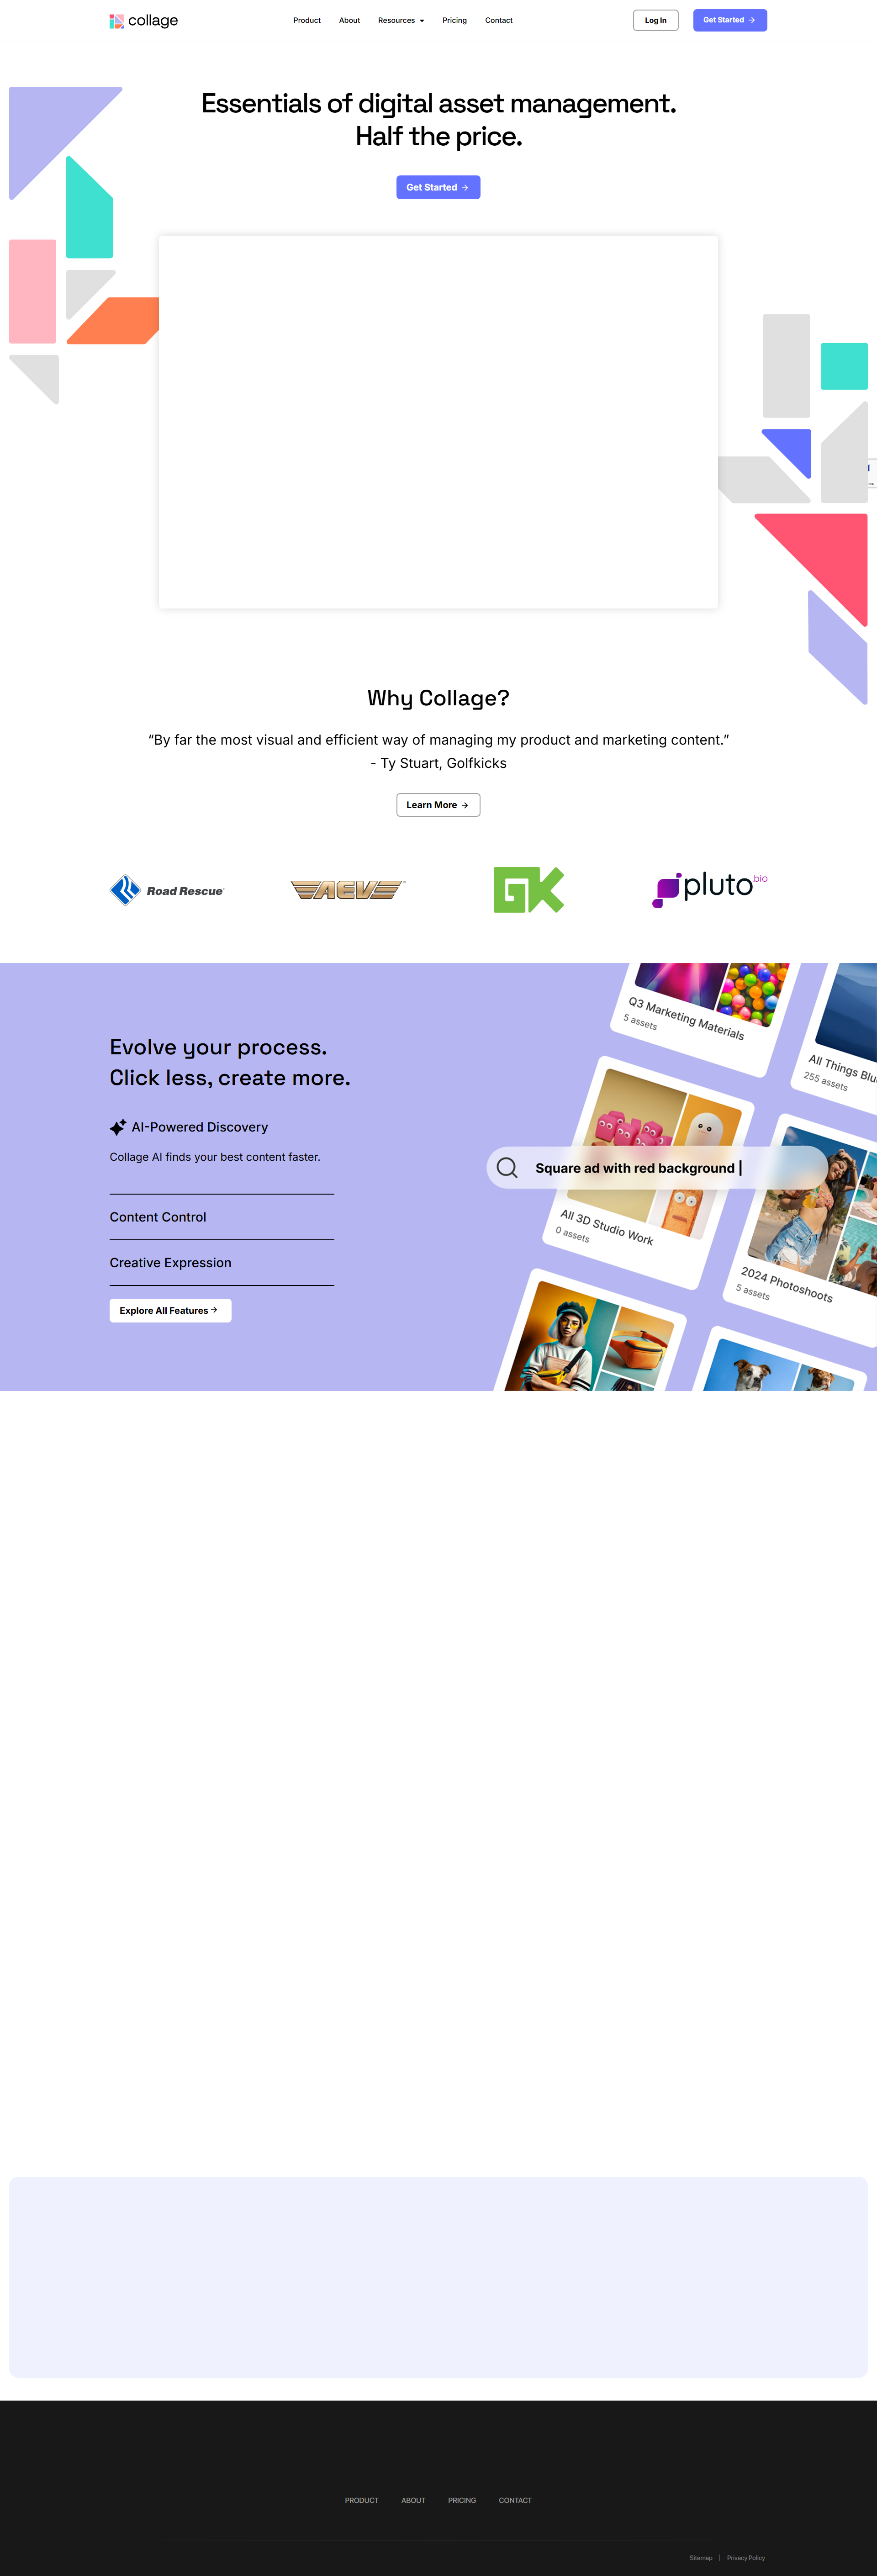 collage
Product About Resources Pricing Contact
Log In
Get Started →
Essentials of digital asset management.
Half the price.
Get Started →
Why Collage?
“By far the most visual and efficient way of managing my product and marketing content.”
- Ty Stuart, Golfkicks
Learn More →
Road Rescue
AEV
GK
pluto bio
Evolve your process.
Click less, create more.
AI-Powered Discovery
Collage AI finds your best content faster.
Content Control
Creative Expression
Explore All Features →
Q3 Marketing Materials
5 assets
All Things Blu
255 assets
Square ad with red background |
All 3D Studio Work
0 assets
2024 Photoshoots
5 assets
PRODUCT ABOUT PRICING CONTACT
Sitemap | Privacy Policy